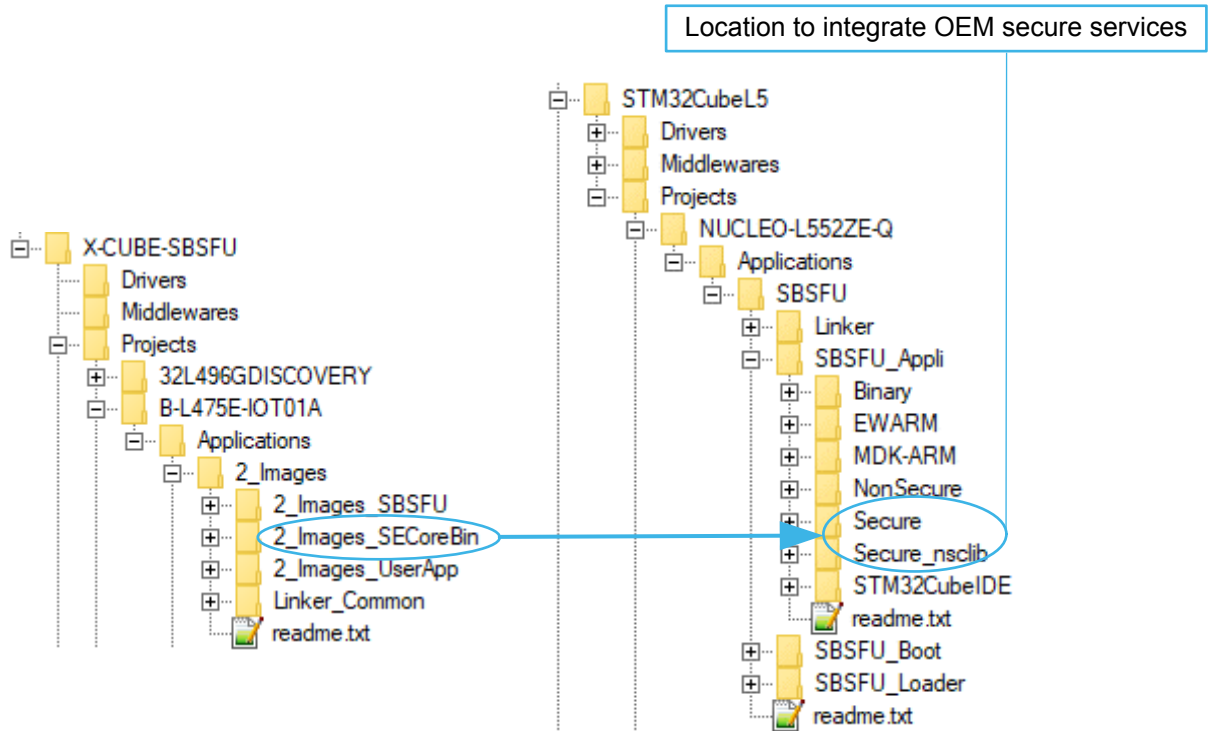 Location to integrate OEM secure services
X-CUBE-SBSFU
Drivers
Middlewares
Projects
32L496GDISCOVERY
B-L475E-IOT01A
Applications
2_Images
2_Images_SBSFU
2_Images_SECoreBin
2_Images_UserApp
Linker_Common
readme.txt
STM32CubeL5
Drivers
Middlewares
Projects
NUCLEO-L552ZE-Q
Applications
SBSFU
Linker
SBSFU_Appli
Binary
EWARM
MDK-ARM
NonSecure
Secure
Secure_nsclib
STM32CubeIDE
readme.txt
SBSFU_Boot
SBSFU_Loader
readme.txt